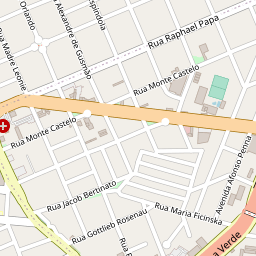 Orlando
Rua Madre Leonie
Alexandre de Gusmão
Espíndola
Rua Raphael Papa
Rua Monte Castelo
Rua Monte Castelo
Avenida Afonso Penna
Rua Jacob Bertinato
Rua Gottlieb Rosenau
Rua Maria Ficinska
Rua
a Verde